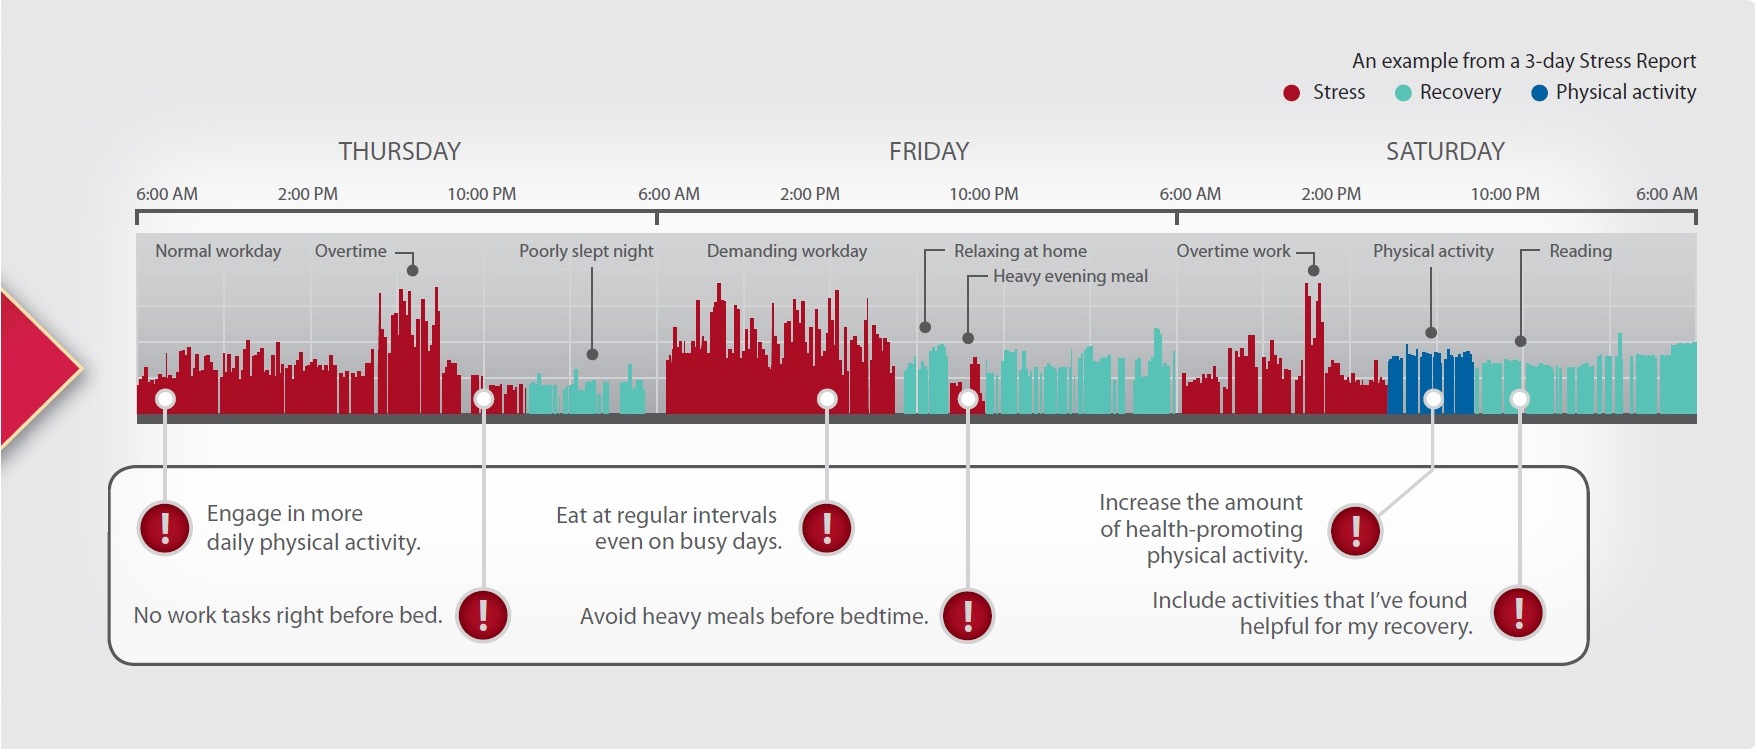 An example from a 3-day Stress Report
Stress Recovery Physical activity
THURSDAY FRIDAY SATURDAY
6:00 AM 2:00 PM 10:00 PM 6:00 AM 2:00 PM 10:00 PM 6:00 AM 2:00 PM 10:00 PM 6:00 AM
Normal workday Overtime Poorly slept night Demanding workday Relaxing at home Overtime work Physical activity Reading
Heavy evening meal
Engage in more
daily physical activity.
No work tasks right before bed.
Eat at regular intervals
even on busy days.
Avoid heavy meals before bedtime.
Increase the amount
of health-promoting
physical activity.
Include activities that I've found
helpful for my recovery.